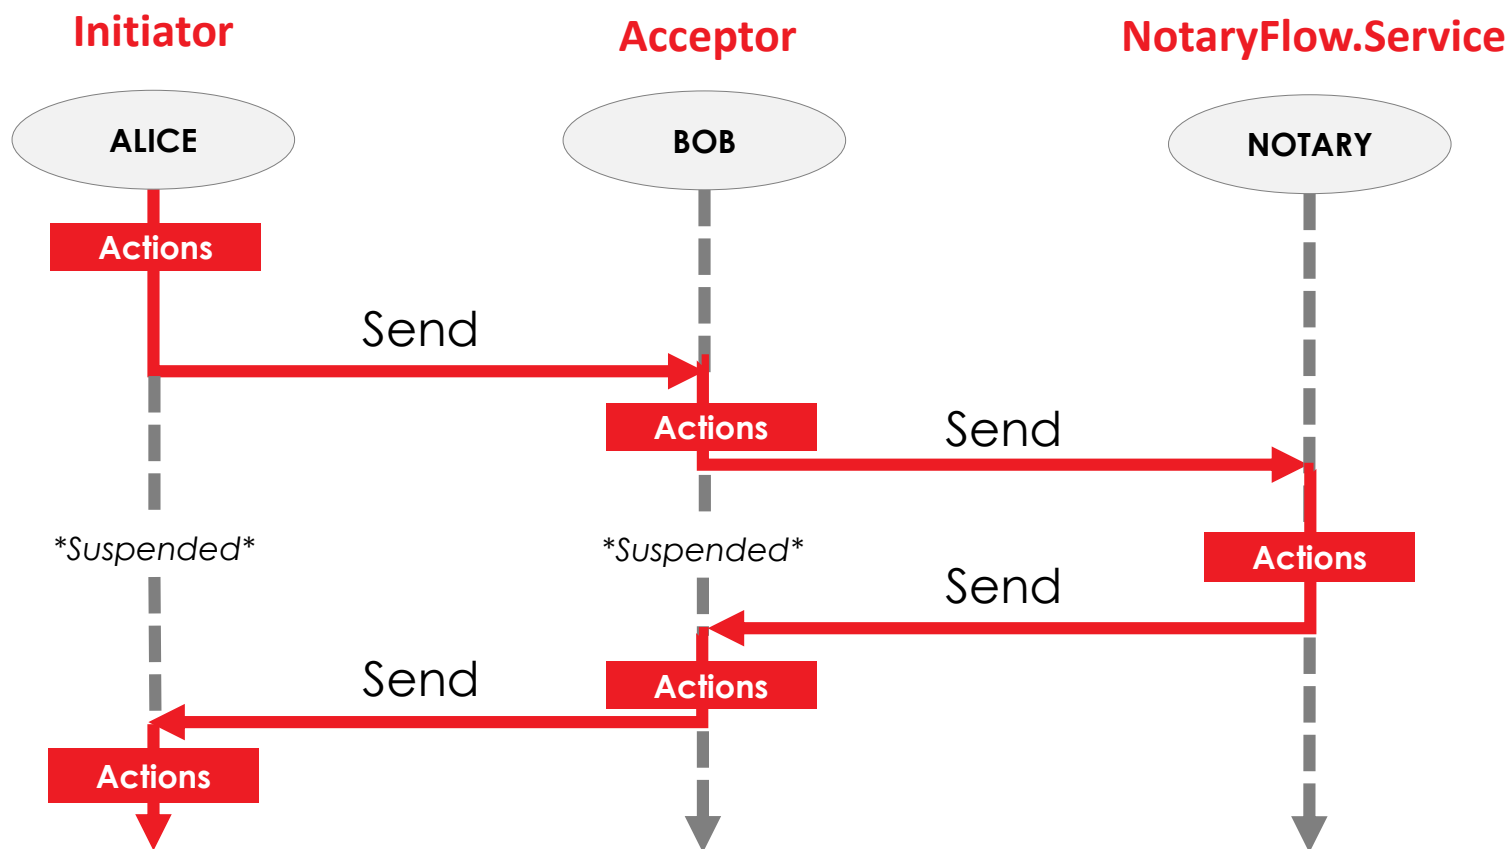 Initiator
Acceptor
NotaryFlow.Service
ALICE
BOB
NOTARY
Actions
Send
Actions
Send
*Suspended*
*Suspended*
Actions
Send
Send
Actions
Actions